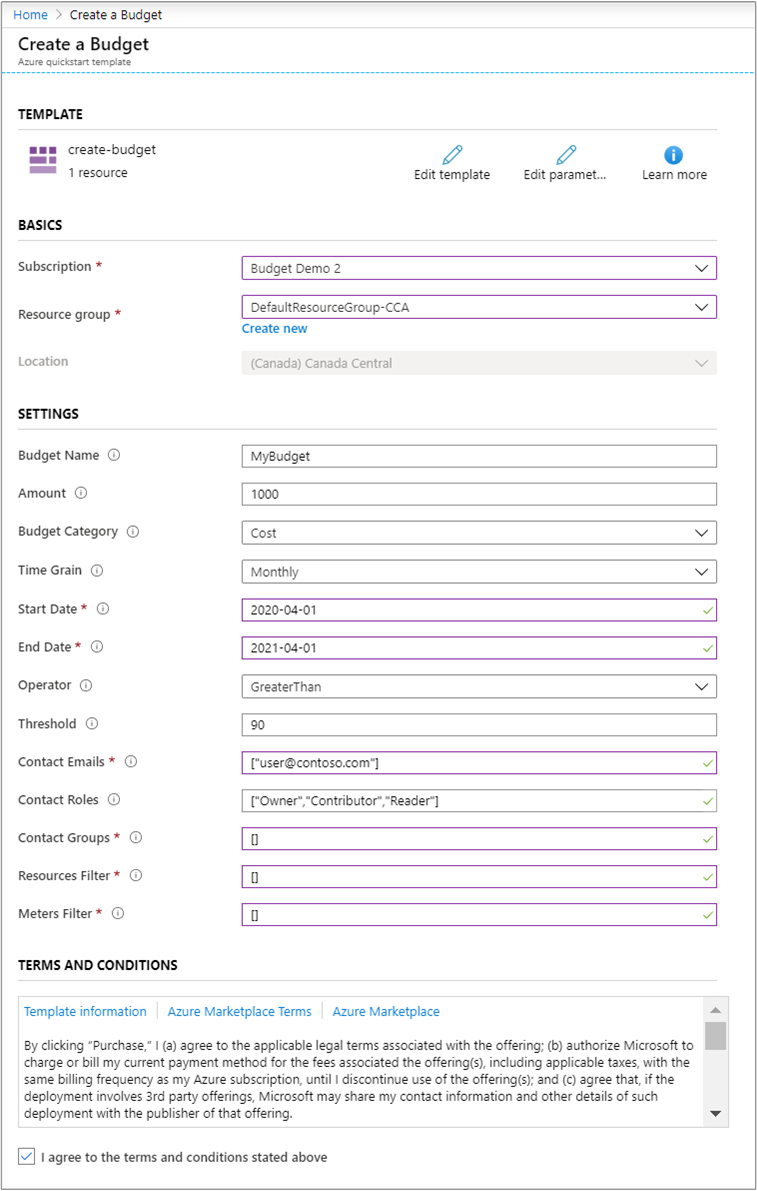 Home > Create a Budget
Create a Budget
Azure quickstart template
TEMPLATE
create-budget
1 resource
Edit template
Edit paramet...
Learn more
BASICS
Subscription *
Budget Demo 2
Resource group *
DefaultResourceGroup-CCA
Create new
Location
(Canada) Canada Central
SETTINGS
Budget Name
MyBudget
Amount
1000
Budget Category
Cost
Time Grain
Monthly
Start Date *
2020-04-01
End Date *
2021-04-01
Operator
GreaterThan
Threshold
90
Contact Emails *
["user@contoso.com"]
Contact Roles
["Owner","Contributor","Reader"]
Contact Groups *
[]
Resources Filter *
[]
Meters Filter *
[]
TERMS AND CONDITIONS
Template information | Azure Marketplace Terms | Azure Marketplace
By clicking “Purchase,” I (a) agree to the applicable legal terms associated with the offering; (b) authorize Microsoft to
charge or bill my current payment method for the fees associated the offering(s), including applicable taxes, with the
same billing frequency as my Azure subscription, until I discontinue use of the offering(s); and (c) agree that, if the
deployment involves 3rd party offerings, Microsoft may share my contact information and other details of such
deployment with the publisher of that offering.
I agree to the terms and conditions stated above